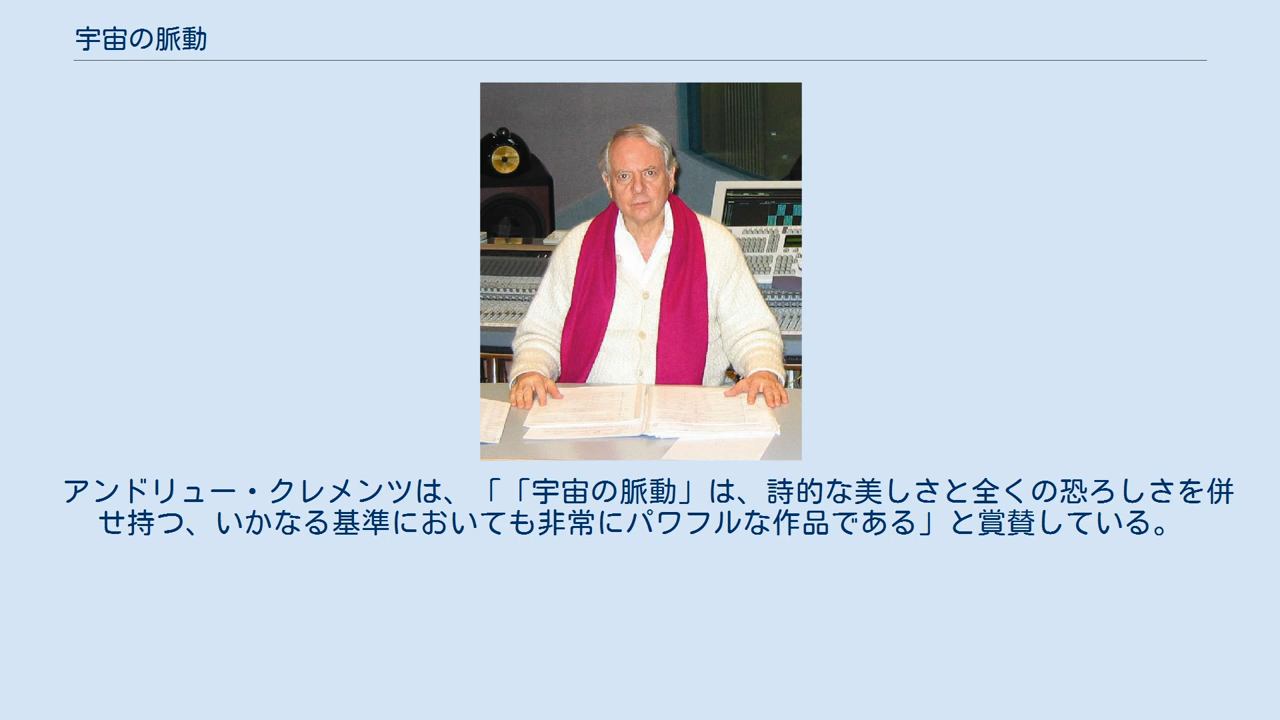 宇宙の脈動
アンドリュー・クレメンツは、「「宇宙の脈動」は、詩的な美しさと全くの恐ろしさを併
せ持つ、いかなる基準においても非常にパワフルな作品である」と賞賛している。